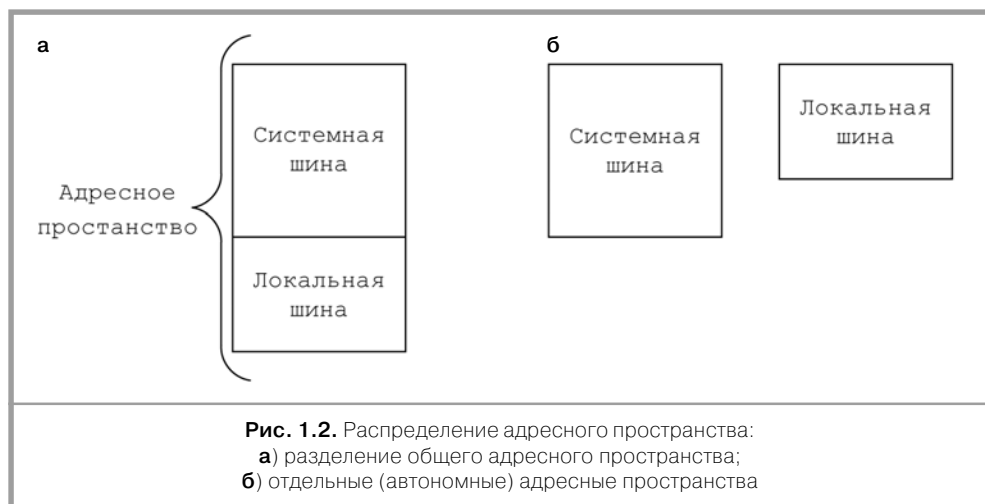 а
б
Системная
шина
Локальная
шина
Адресное
простанство
Системная
шина
Локальная
шина
Рис. 1.2. Распределение адресного пространства:
а) разделение общего адресного пространства;
б) отдельные (автономные) адресные пространства